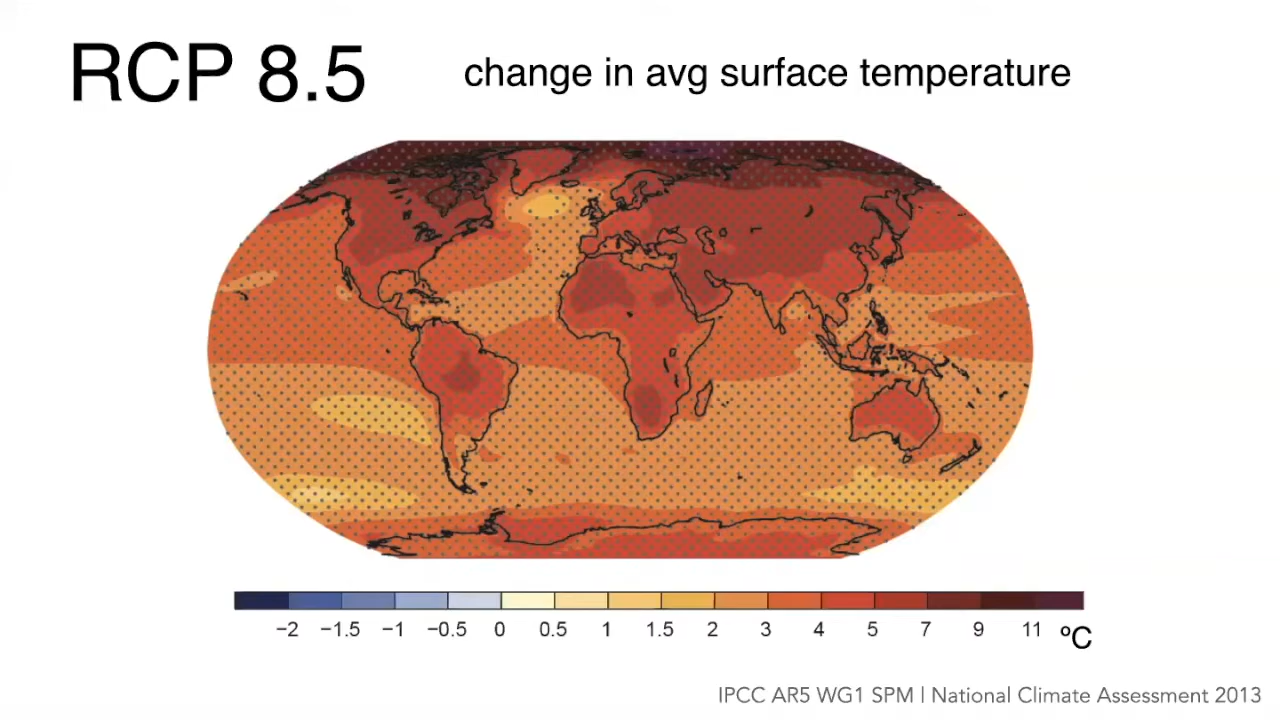 RCP 8.5
change in avg surface temperature
−2 −1.5 −1 −0.5 0 0.5 1 1.5 2 3 4 5 7 9 11 ºC
IPCC AR5 WG1 SPM | National Climate Assessment 2013